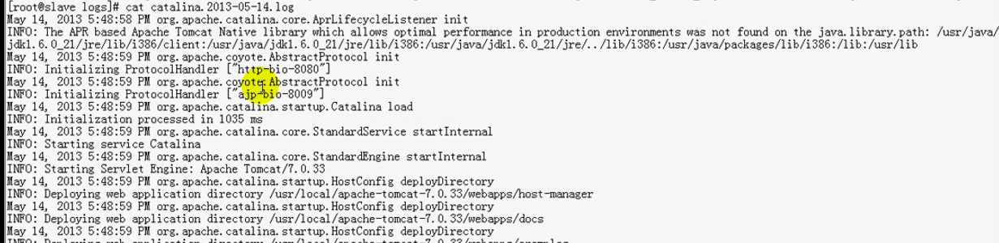 [root@slave logs]# cat catalina.2013-05-14.log
May 14, 2013 5:48:58 PM org.apache.catalina.core.AprLifecycleListener init
INFO: The APR based Apache Tomcat Native library which allows optimal performance in production environments was not found on the java.library.path: /usr/java/
jdk1.6.0_21/jre/lib/i386/client:/usr/java/jdk1.6.0_21/jre/lib/i386:/usr/java/jdk1.6.0_21/jre/../lib/i386:/usr/java/packages/lib/i386:/lib:/usr/lib
May 14, 2013 5:48:59 PM org.apache.coyote.AbstractProtocol init
INFO: Initializing ProtocolHandler ["http-bio-8080"]
May 14, 2013 5:48:59 PM org.apache.coyote.AbstractProtocol init
INFO: Initializing ProtocolHandler ["ajp-bio-8009"]
May 14, 2013 5:48:59 PM org.apache.catalina.startup.Catalina load
INFO: Initialization processed in 1035 ms
May 14, 2013 5:48:59 PM org.apache.catalina.core.StandardService startInternal
INFO: Starting service Catalina
May 14, 2013 5:48:59 PM org.apache.catalina.core.StandardEngine startInternal
INFO: Starting Servlet Engine: Apache Tomcat/7.0.33
May 14, 2013 5:48:59 PM org.apache.catalina.startup.HostConfig deployDirectory
INFO: Deploying web application directory /usr/local/apache-tomcat-7.0.33/webapps/host-manager
May 14, 2013 5:48:59 PM org.apache.catalina.startup.HostConfig deployDirectory
INFO: Deploying web application directory /usr/local/apache-tomcat-7.0.33/webapps/docs
May 14, 2013 5:48:59 PM org.apache.catalina.startup.HostConfig deployDirectory
INFO: Deploying web application directory